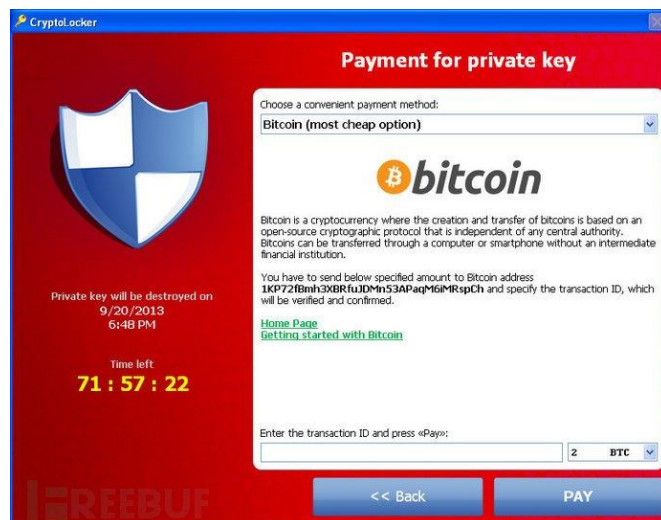 CryptoLocker
Payment for private key
Choose a convenient payment method:
Bitcoin (most cheap option)
bitcoin
Bitcoin is a cryptocurrency where the creation and transfer of bitcoins is based on an
open-source cryptographic protocol that is independent of any central authority.
Bitcoins can be transferred through a computer or smartphone without an intermediate
financial institution.
You have to send below specified amount to Bitcoin address
1KP72fBmh3XBRfuJDMn53APaqM6iMRspCh and specify the transaction ID, which
will be verified and confirmed.
Home Page
Getting started with Bitcoin
Private key will be destroyed on
9/20/2013
6:48 PM
Time left
71 : 57 : 22
Enter the transaction ID and press «Pay»:
2 BTC
<< Back
PAY
FREEBUF